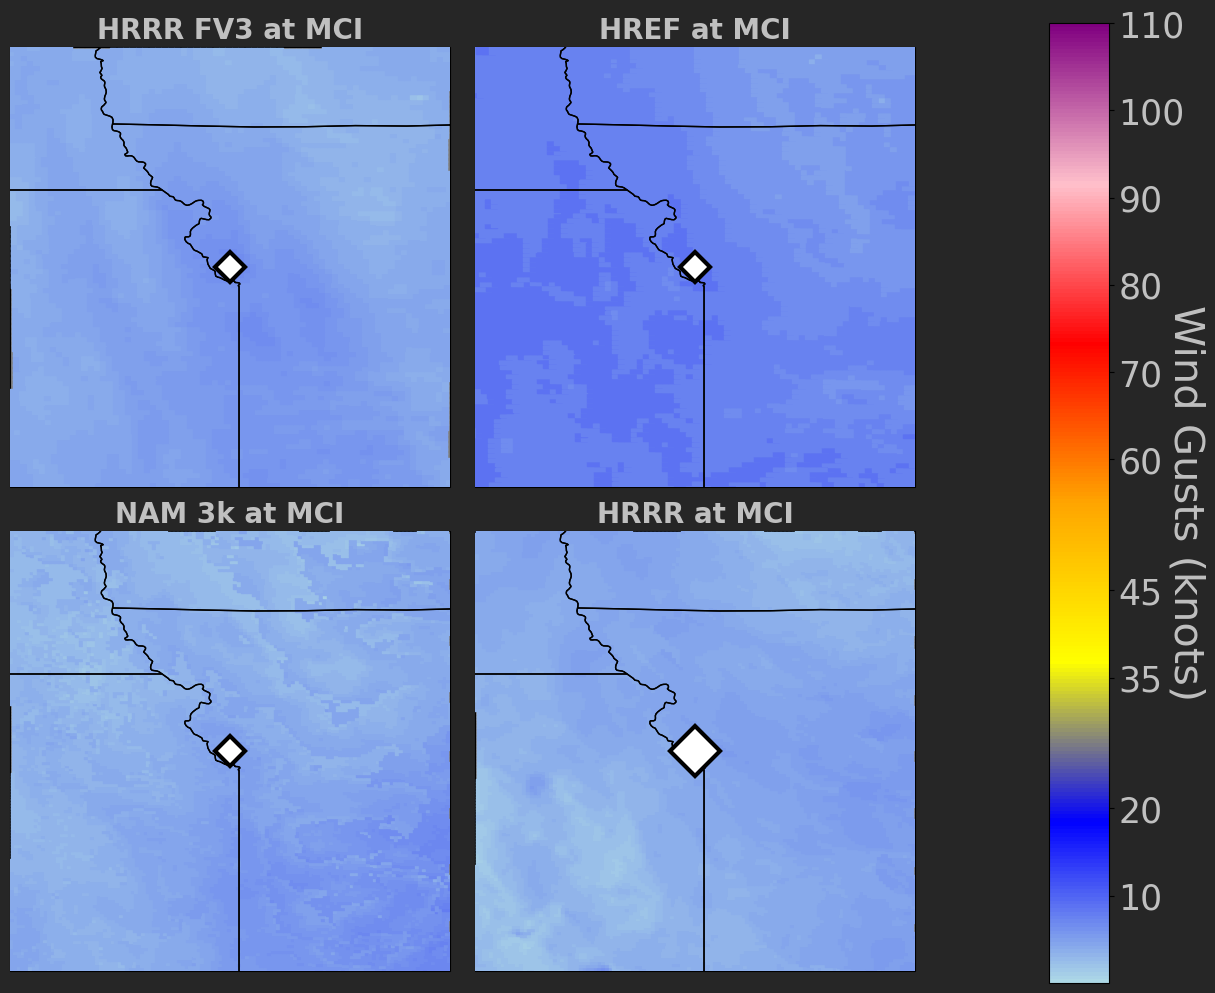 HRRR FV3 at MCI
HREF at MCI
NAM 3k at MCI
HRRR at MCI
110
100
90
80
70
60
45
35
20
10
Wind Gusts (knots)